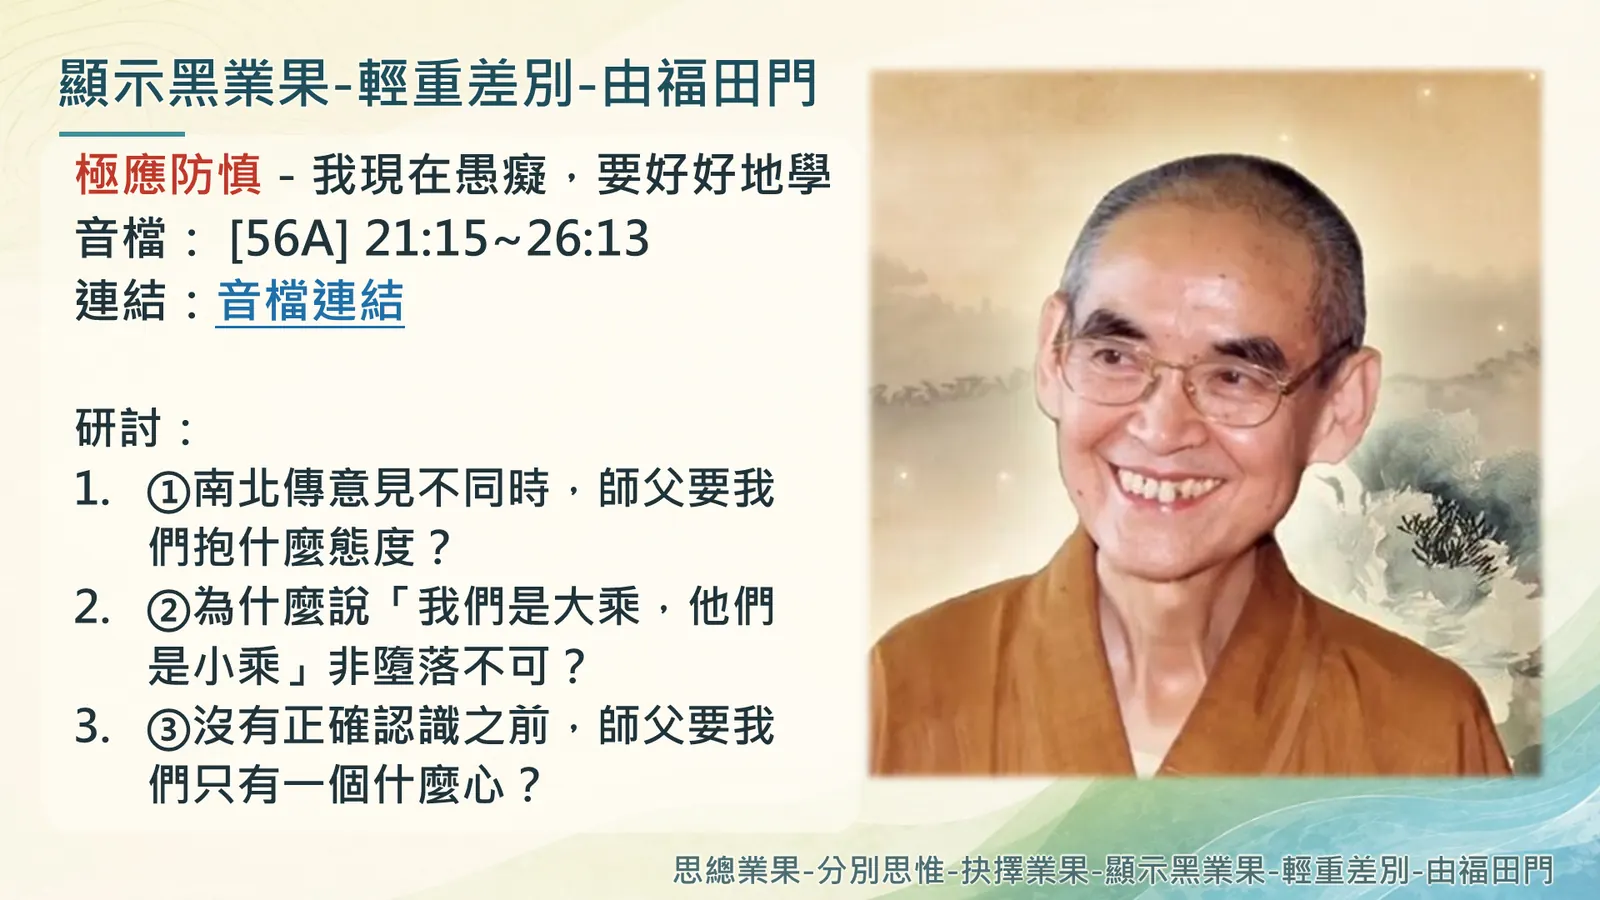 顯示黑業果-輕重差別-由福田門
極應防慎 - 我現在愚癡，要好好地學
音檔： [56A] 21:15~26:13
連結：音檔連結
研討：
1. ①南北傳意見不同時，師父要我
們抱什麼態度？
2. ②為什麼說「我們是大乘，他們
是小乘」非墮落不可？
3. ③沒有正確認識之前，師父要我
們只有一個什麼心？
思總業果-分別思惟-抉擇業果-顯示黑業果-輕重差別-由福田門